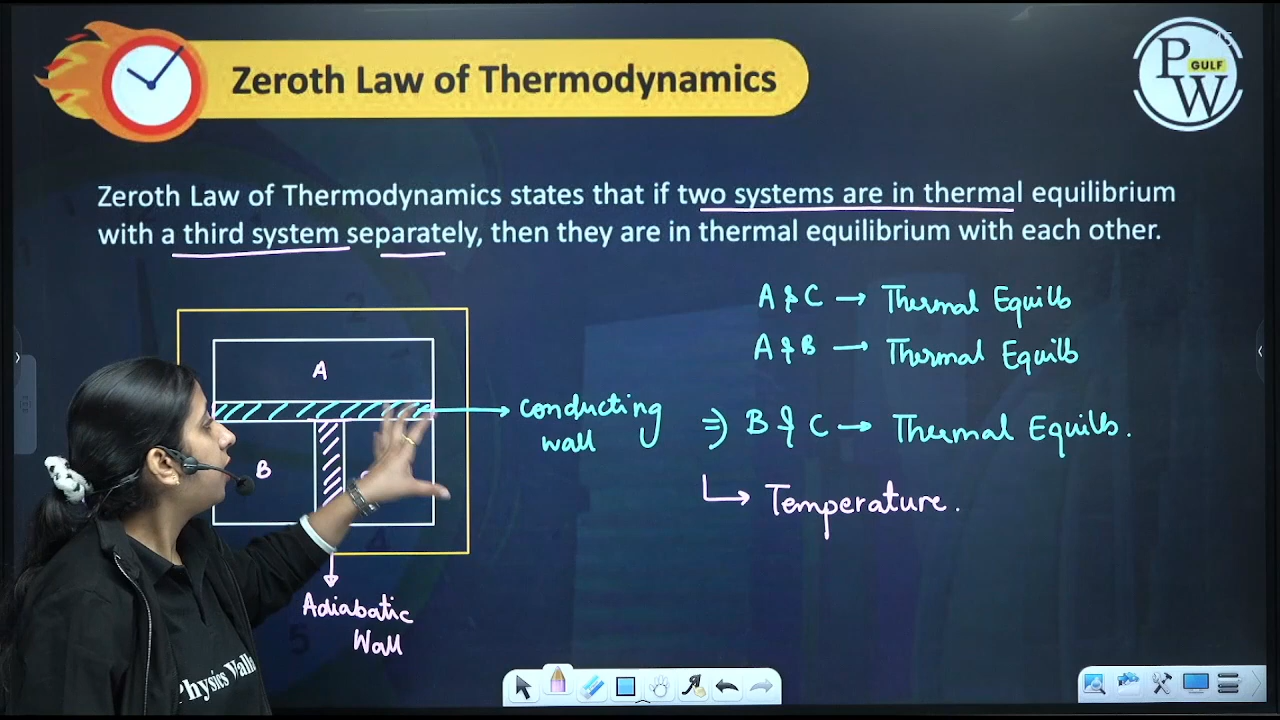 Zeroth Law of Thermodynamics
P
GULF
W
Zeroth Law of Thermodynamics states that if two systems are in thermal equilibrium
with a third system separately, then they are in thermal equilibrium with each other.
A & C → Thermal Equilb
A & B → Thermal Equilb
A
conducting
wall
⇒ B & C → Thermal Equilb.
B
↳ Temperature.
Adiabatic
Wall
Physics Walla